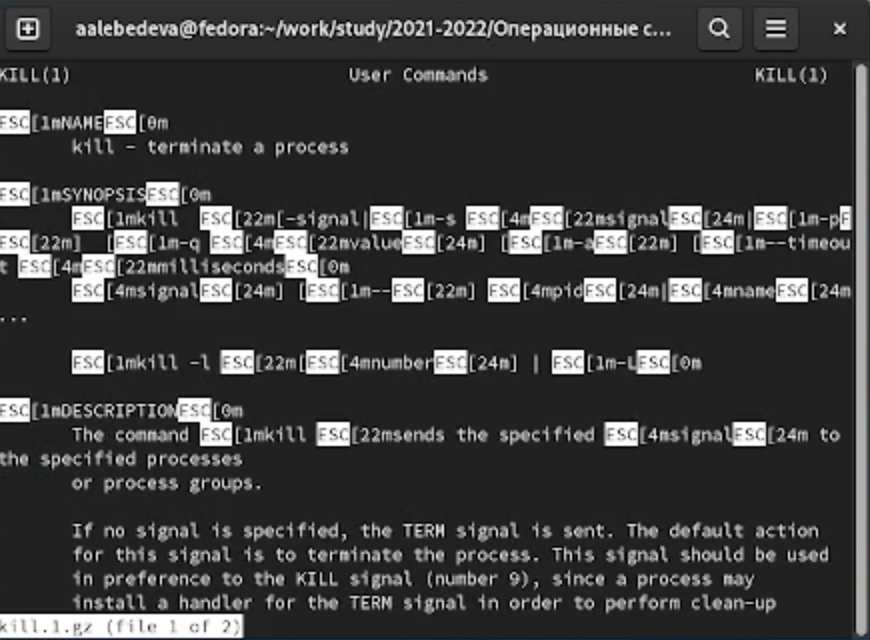 aalebedeva@fedora:~/work/study/2021-2022/Операционные с...
KILL(1) User Commands KILL(1)
ESC[1mNAMEESC[0m
kill - terminate a process
ESC[1mSYNOPSISESC[0m
ESC[1mkill ESC[22m[-signal|ESC[1m-s ESC[4mESC[22msignalESC[24m|ESC[1m-pE
ESC[22m] [ESC[1m-q ESC[4mESC[22mvalueESC[24m] [ESC[1m-aESC[22m] [ESC[1m--timeou
t ESC[4mESC[22mmillisecondsESC[0m
ESC[4msignalESC[24m] [ESC[1m--ESC[22m] ESC[4mpidESC[24m|ESC[4mnameESC[24m
...
ESC[1mkill -l ESC[22m[ESC[4mnumberESC[24m] | ESC[1m-LESC[0m
ESC[1mDESCRIPTIONESC[0m
The command ESC[1mkill ESC[22msends the specified ESC[4msignalESC[24m to
the specified processes
or process groups.
If no signal is specified, the TERM signal is sent. The default action
for this signal is to terminate the process. This signal should be used
in preference to the KILL signal (number 9), since a process may
install a handler for the TERM signal in order to perform clean-up
kill.1.gz (file 1 of 2)